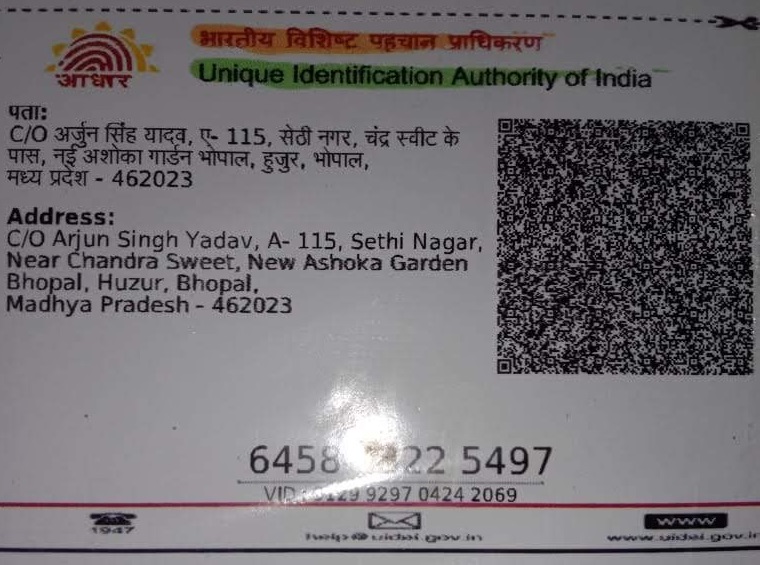 आधार
भारतीय विशिष्ट पहचान प्राधिकरण
Unique Identification Authority of India
पता:
C/O अर्जुन सिंह यादव, ए- 115, सेठी नगर, चंद्र स्वीट के
पास, नई अशोका गार्डन भोपाल, हुजुर, भोपाल,
मध्य प्रदेश - 462023
Address:
C/O Arjun Singh Yadav, A- 115, Sethi Nagar,
Near Chandra Sweet, New Ashoka Garden
Bhopal, Huzur, Bhopal,
Madhya Pradesh - 462023
6458 5497
VID : 9297 0424 2069
1947
help@uidai.gov.in
www
www.uidai.gov.in